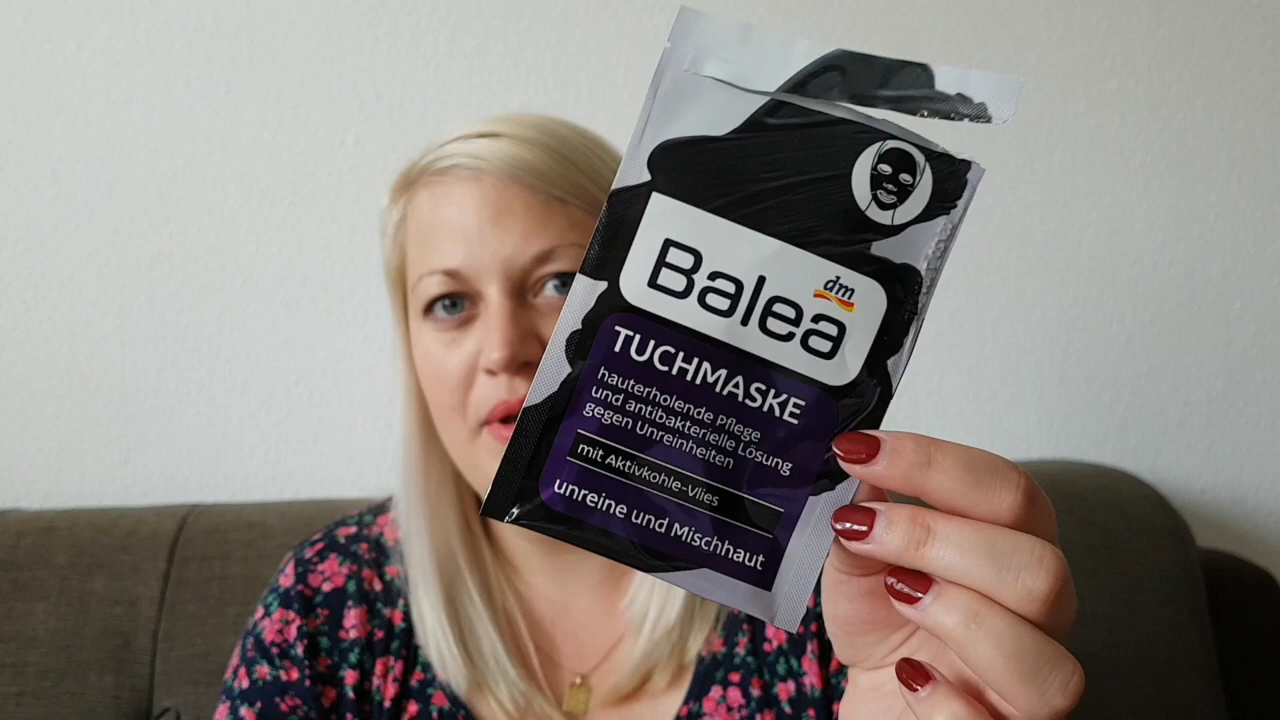 Balea
dm
TUCHMASKE
hauterholende Pflege
und antibakterielle Lösung
gegen Unreinheiten
mit Aktivkohle-Vlies
unreine und Mischhaut